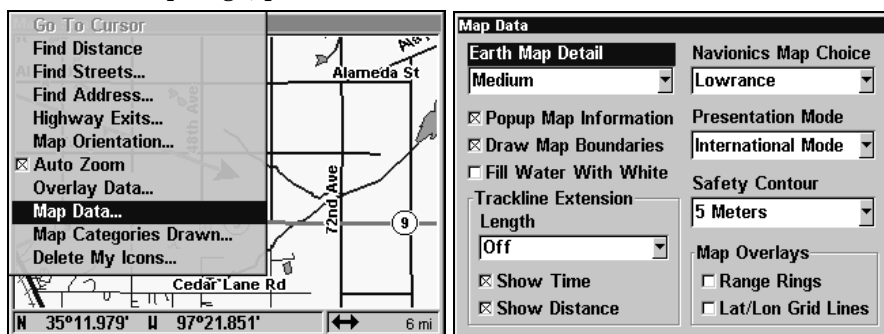 Go To Cursor
Find Distance
Find Streets...
Find Address...
Highway Exits...
Map Orientation...
Auto Zoom
Overlay Data...
Map Data...
Map Categories Drawn...
Delete My Icons...
Alameda St
48th Ave
72nd Ave
9
Cedar Lane Rd
N 35°11.979' W 97°21.851' 6 mi
Map Data
Earth Map Detail
Medium
Popup Map Information
Draw Map Boundaries
Fill Water With White
Trackline Extension
Length
Off
Show Time
Show Distance
Navionics Map Choice
Lowrance
Presentation Mode
International Mode
Safety Contour
5 Meters
Map Overlays
Range Rings
Lat/Lon Grid Lines